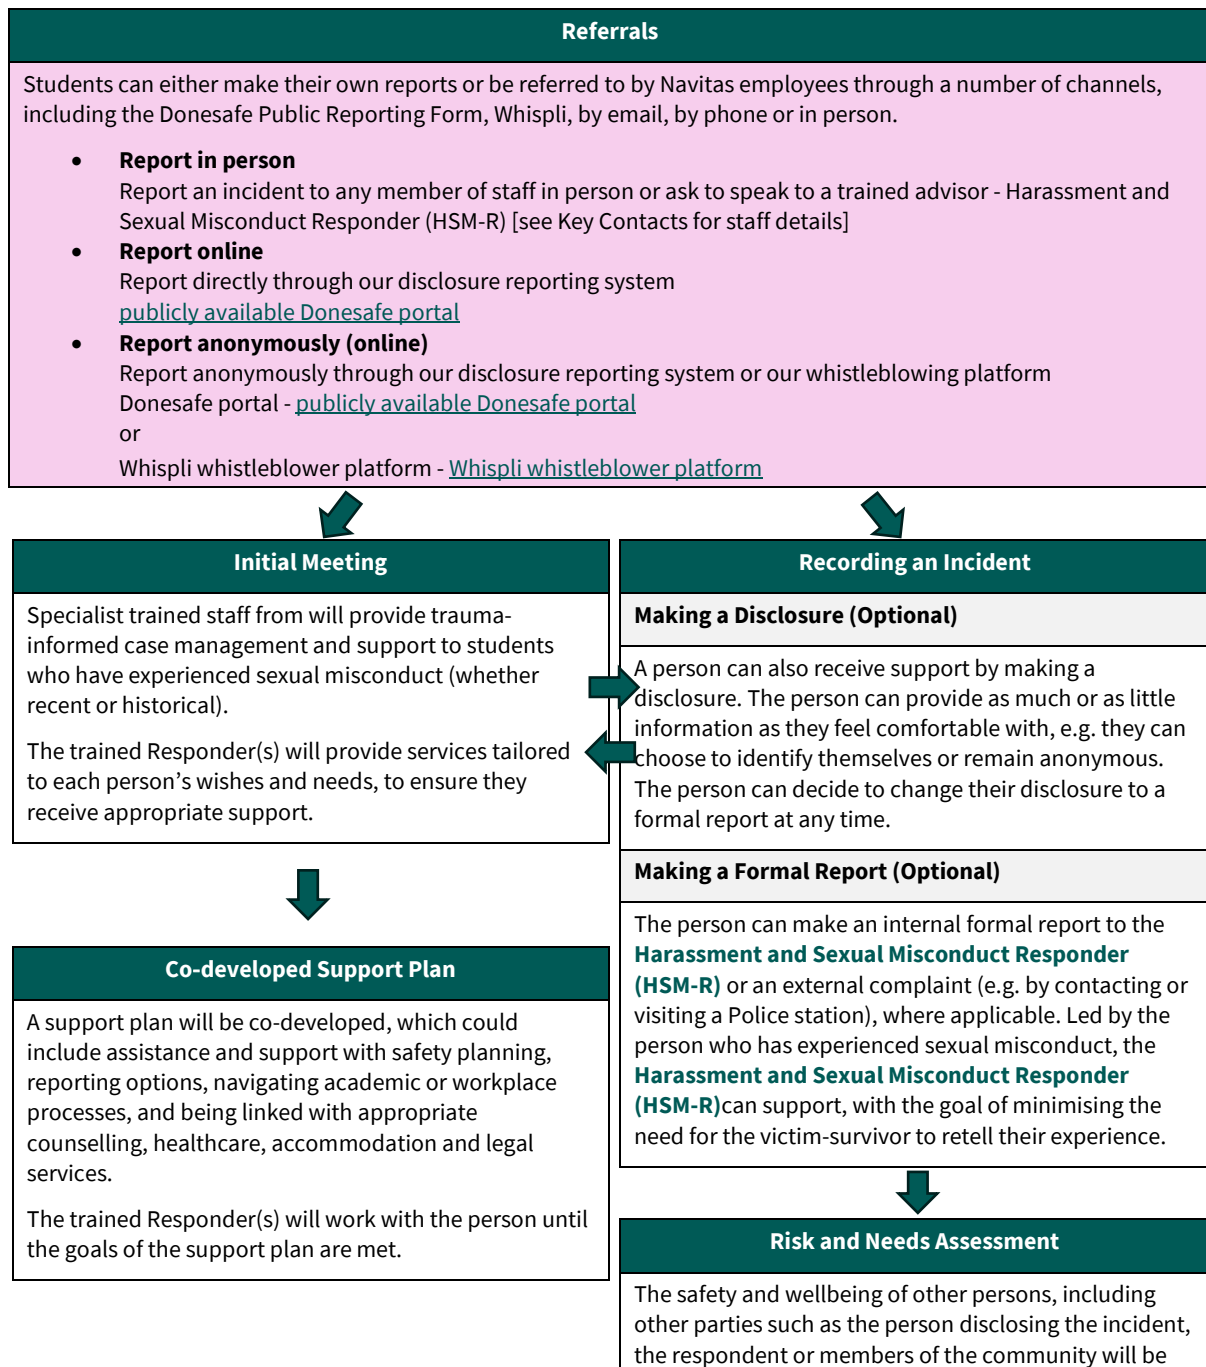 Referrals
Students can either make their own reports or be referred to by Navitas employees through a number of channels,
including the Donesafe Public Reporting Form, Whispli, by email, by phone or in person.
• Report in person
Report an incident to any member of staff in person or ask to speak to a trained advisor - Harassment and
Sexual Misconduct Responder (HSM-R) [see Key Contacts for staff details]
• Report online
Report directly through our disclosure reporting system
publicly available Donesafe portal
• Report anonymously (online)
Report anonymously through our disclosure reporting system or our whistleblowing platform
Donesafe portal - publicly available Donesafe portal
or
Whispli whistleblower platform - Whispli whistleblower platform
Initial Meeting
Specialist trained staff from will provide trauma-
informed case management and support to students
who have experienced sexual misconduct (whether
recent or historical).
The trained Responder(s) will provide services tailored
to each person's wishes and needs, to ensure they
receive appropriate support.
Co-developed Support Plan
A support plan will be co-developed, which could
include assistance and support with safety planning,
reporting options, navigating academic or workplace
processes, and being linked with appropriate
counselling, healthcare, accommodation and legal
services.
The trained Responder(s) will work with the person until
the goals of the support plan are met.
Recording an Incident
Making a Disclosure (Optional)
A person can also receive support by making a
disclosure. The person can provide as much or as little
information as they feel comfortable with, e.g. they can
choose to identify themselves or remain anonymous.
The person can decide to change their disclosure to a
formal report at any time.
Making a Formal Report (Optional)
The person can make an internal formal report to the
Harassment and Sexual Misconduct Responder
(HSM-R) or an external complaint (e.g. by contacting or
visiting a Police station), where applicable. Led by the
person who has experienced sexual misconduct, the
Harassment and Sexual Misconduct Responder
(HSM-R)can support, with the goal of minimising the
need for the victim-survivor to retell their experience.
Risk and Needs Assessment
The safety and wellbeing of other persons, including
other parties such as the person disclosing the incident,
the respondent or members of the community will be